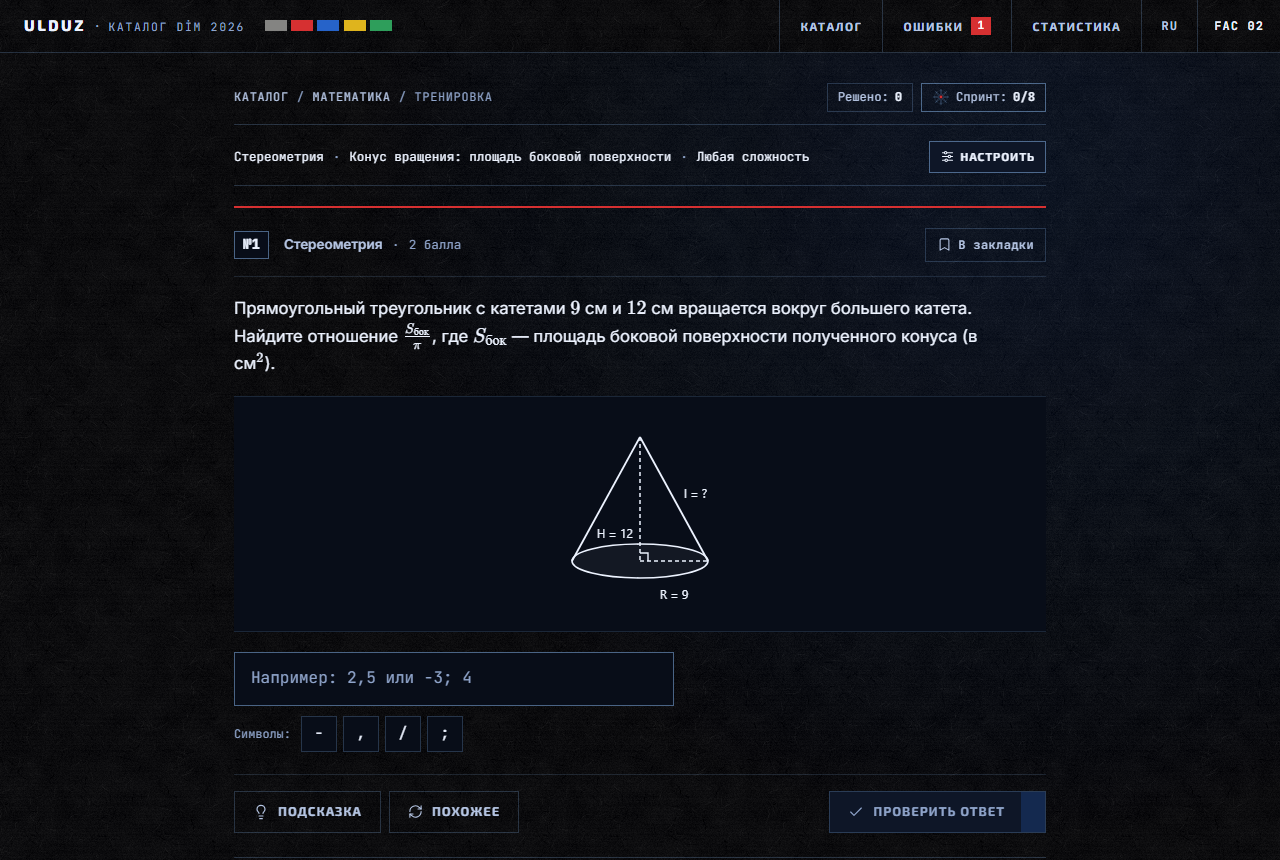 ULDUZ · КАТАЛОГ DİM 2026
КАТАЛОГ
ОШИБКИ 1
СТАТИСТИКА
RU
FAC 02
КАТАЛОГ / МАТЕМАТИКА / ТРЕНИРОВКА
Решено: 0
Спринт: 0/8
Стереометрия · Конус вращения: площадь боковой поверхности · Любая сложность
НАСТРОИТЬ
№1 Стереометрия · 2 балла
В закладки
Прямоугольный треугольник с катетами 9 см и 12 см вращается вокруг большего катета.
Найдите отношение S_бок/π, где S_бок — площадь боковой поверхности полученного конуса (в
см²).
l = ?
H = 12
R = 9
Например: 2,5 или -3; 4
Символы: - , / ;
ПОДСКАЗКА
ПОХОЖЕЕ
ПРОВЕРИТЬ ОТВЕТ